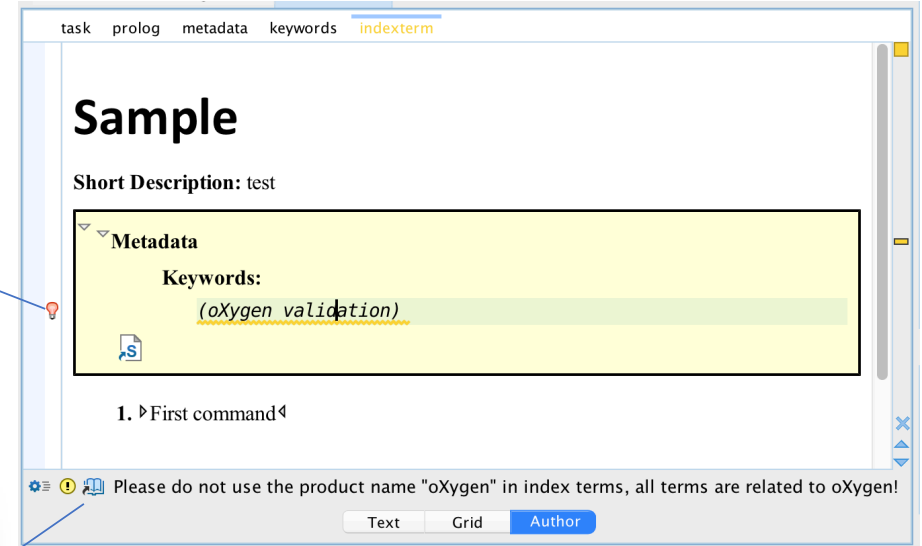 task prolog metadata keywords indexterm
Sample
Short Description: test
Metadata
Keywords:
(oXygen validation)
S
1. First command
Please do not use the product name "oXygen" in index terms, all terms are related to oXygen!
Text Grid Author